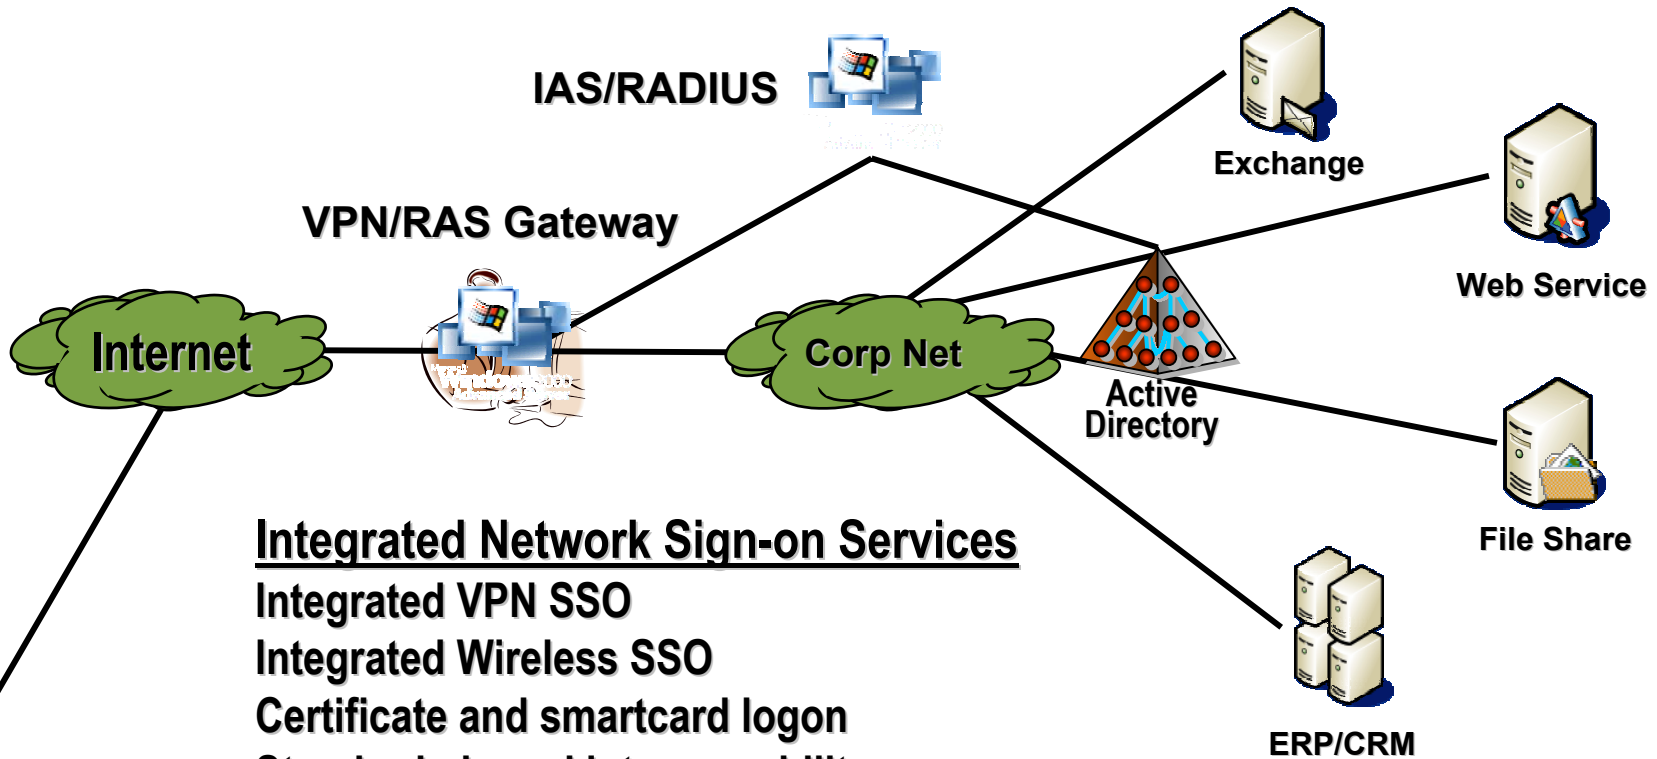 IAS/RADIUS
Exchange
VPN/RAS Gateway
Web Service
Internet
Corp Net
Active
Directory
File Share
Integrated Network Sign-on Services
Integrated VPN SSO
Integrated Wireless SSO
Certificate and smartcard logon
ERP/CRM